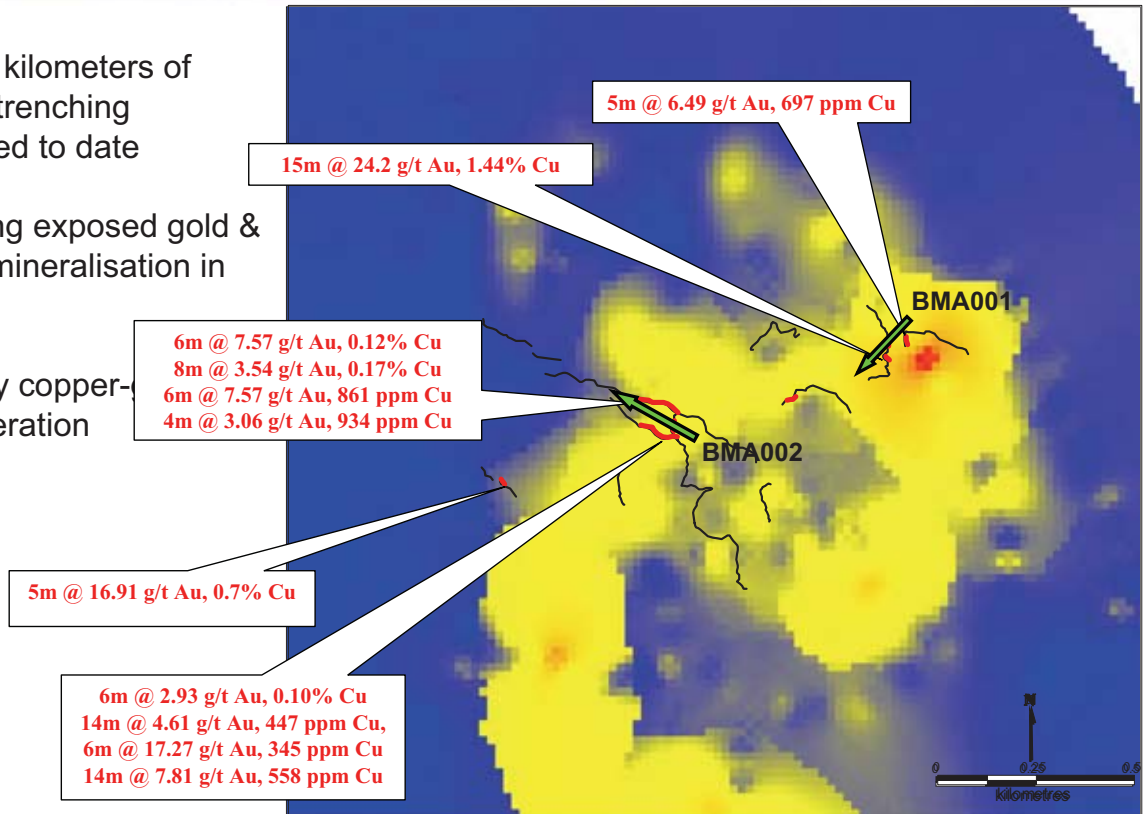 kilometers of
trenching
ed to date
ng exposed gold &
mineralisation in
y copper-g
eration
5m @ 6.49 g/t Au, 697 ppm Cu
15m @ 24.2 g/t Au, 1.44% Cu
BMA001
6m @ 7.57 g/t Au, 0.12% Cu
8m @ 3.54 g/t Au, 0.17% Cu
6m @ 7.57 g/t Au, 861 ppm Cu
4m @ 3.06 g/t Au, 934 ppm Cu
BMA002
5m @ 16.91 g/t Au, 0.7% Cu
6m @ 2.93 g/t Au, 0.10% Cu
14m @ 4.61 g/t Au, 447 ppm Cu,
6m @ 17.27 g/t Au, 345 ppm Cu
14m @ 7.81 g/t Au, 558 ppm Cu
N
0 0.25 0.5
kilometres